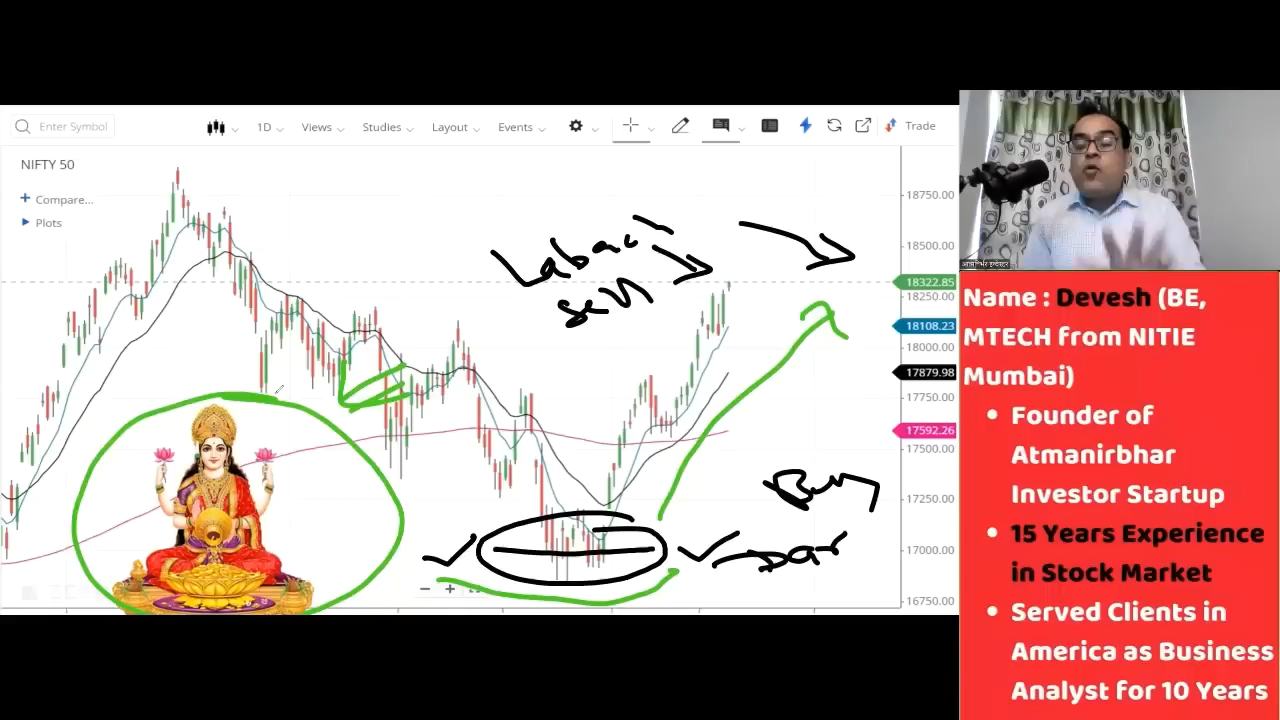 Enter Symbol
1D
Views
Studies
Layout
Events
Trade
NIFTY 50
Compare...
Plots
18750.00
18500.00
18322.85
18250.00
18108.23
18000.00
17879.98
17750.00
17592.26
17500.00
17250.00
17000.00
16750.00
sell
Buy
Dar
Name : Devesh (BE,
MTECH from NITIE
Mumbai)
Founder of
Atmanirbhar
Investor Startup
15 Years Experience
in Stock Market
Served Clients in
America as Business
Analyst for 10 Years